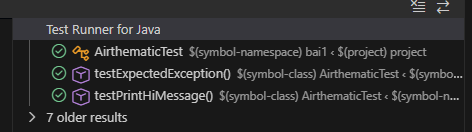 Test Runner for Java
AirthematicTest $(symbol-namespace) bai1 ‹ $(project) project
testExpectedException() $(symbol-class) AirthematicTest ‹ $(symbo...
testPrintHiMessage() $(symbol-class) AirthematicTest ‹ $(symbol-n...
7 older results